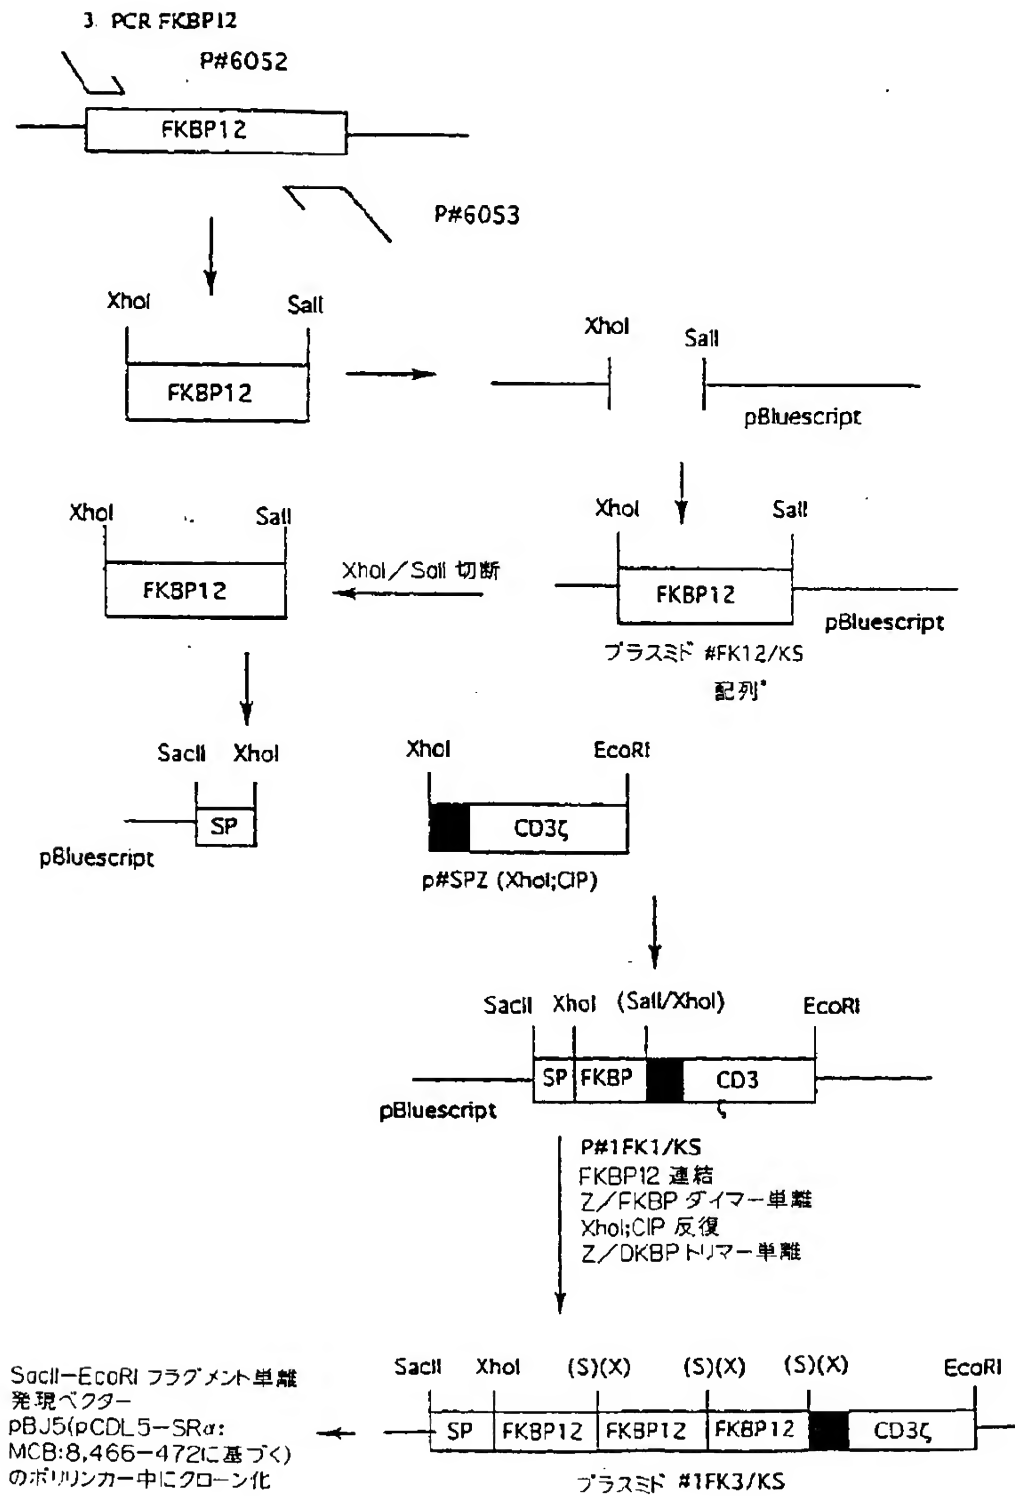 3. PCR FKBP12
P#6052
FKBP12
P#6053
XhoI
SalI
FKBP12
XhoI
SalI
pBluescript
XhoI
SalI
FKBP12
XhoI/SalI 切断
XhoI
SalI
FKBP12
pBluescript
プラスミド #FK12/KS
配列*
SacII XhoI
SP
pBluescript
XhoI
EcoRI
CD3ζ
p#SPZ (XhoI;CIP)
SacII XhoI (SalI/XhoI) EcoRI
SP FKBP CD3
ζ
pBluescript
P#1FK1/KS
FKBP12 連結
Z/FKBP ダイマー単離
XhoI;CIP 反復
Z/DKBPトリマー単離
SacII XhoI (S)(X) (S)(X) (S)(X) EcoRI
SP FKBP12 FKBP12 FKBP12 CD3ζ
プラスミド #1FK3/KS
SacII-EcoRI フラグメント単離
発現ベクター
pBJ5(pCDL5-SRα:
MCB:8,466-472に基づく)
のポリリンカー中にクローン化